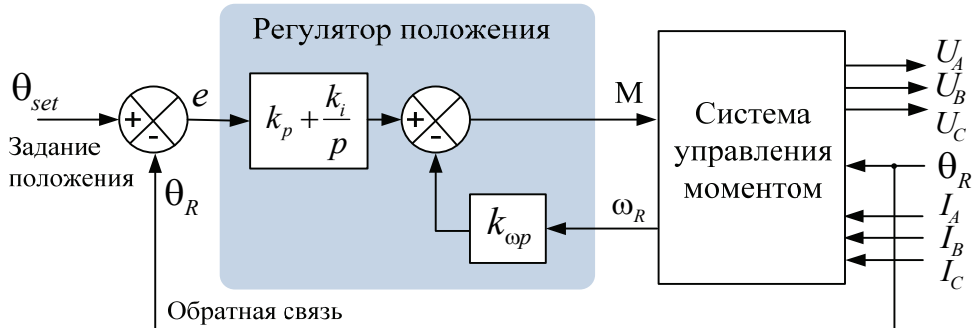 Регулятор положения
θset
Задание
положения
+
-
e
kp + ki/p
θR
+
-
M
kωp
ωR
Система
управления
моментом
UA
UB
UC
θR
IA
IB
IC
Обратная связь